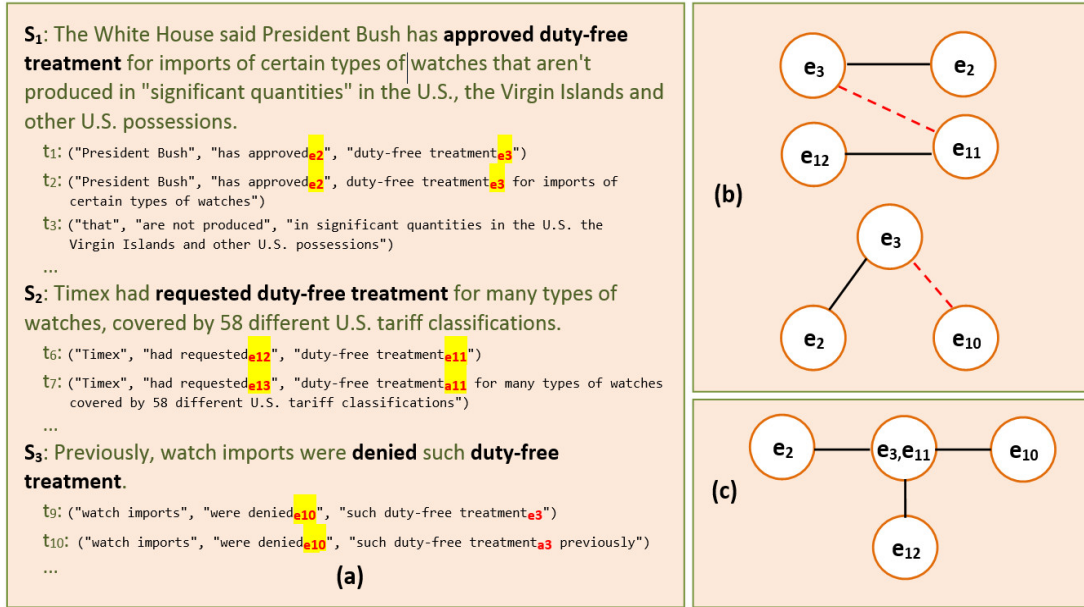 S₁: The White House said President Bush has approved duty-free
treatment for imports of certain types of watches that aren't
produced in "significant quantities" in the U.S., the Virgin Islands and
other U.S. possessions.
t₁: ("President Bush", "has approvede2", "duty-free treatmente3")
t₂: ("President Bush", "has approvede2", duty-free treatmente3 for imports of
certain types of watches")
t₃: ("that", "are not produced", "in significant quantities in the U.S. the
Virgin Islands and other U.S. possessions")
...
S₂: Timex had requested duty-free treatment for many types of
watches, covered by 58 different U.S. tariff classifications.
t₆: ("Timex", "had requestede12", "duty-free treatmente11")
t₇: ("Timex", "had requestede13", "duty-free treatmenta11 for many types of watches
covered by 58 different U.S. tariff classifications")
...
S₃: Previously, watch imports were denied such duty-free
treatment.
t₉: ("watch imports", "were deniede10", "such duty-free treatmente3")
t₁₀: ("watch imports", "were deniede10", "such duty-free treatmenta3 previously")
...
(a)
e₃
e₂
e₁₂
e₁₁
(b)
e₃
e₂
e₁₀
e₂
e₃,e₁₁
e₁₀
(c)
e₁₂